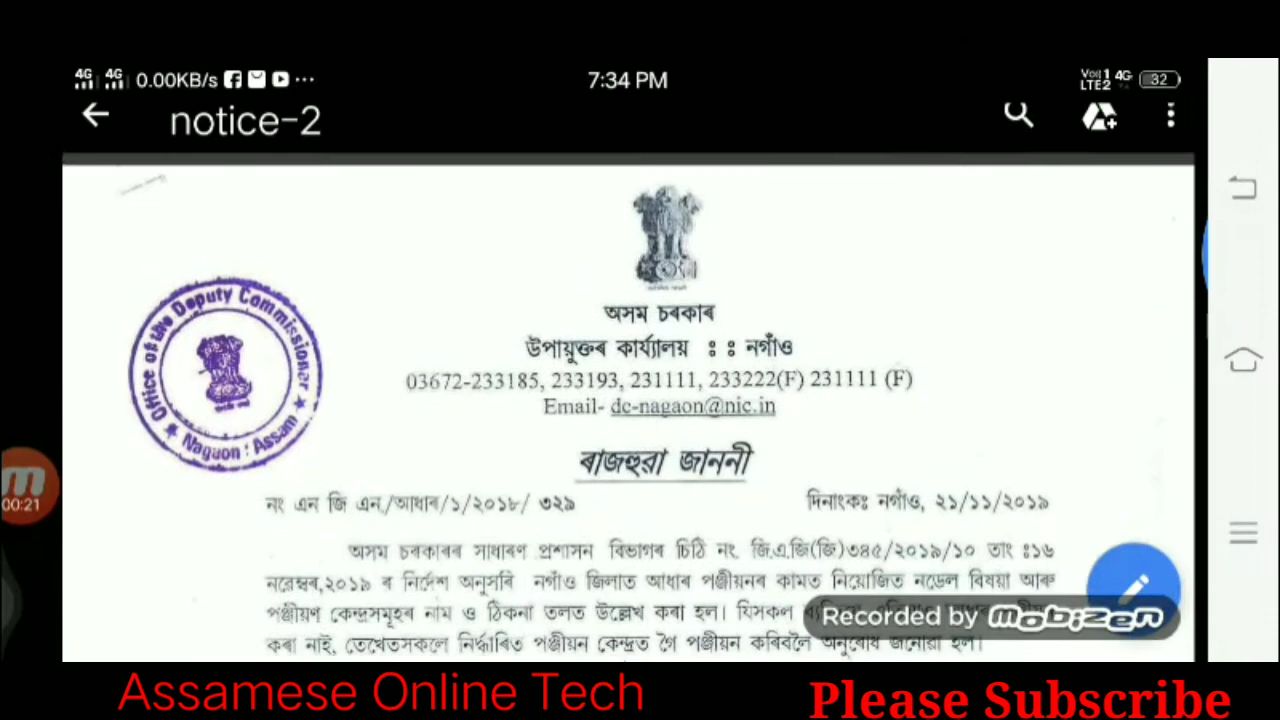 4G 4G 0.00KB/s ... 7:34 PM Vo) 1 4G LTE2 32
notice-2
অসম চৰকাৰ
উপায়ুক্তৰ কাৰ্য্যালয় : : নগাঁও
03672-233185, 233193, 231111, 233222(F) 231111 (F)
Email- dc-nagaon@nic.in
Office of the Deputy Commissioner
Nagaon : Assam
ৰাজহুৱা জাননী
নং এন জি এন/আধাৰ/১/২০১৮/ ৩২৯ দিনাংকঃ নগাঁও, ২১/১১/২০১৯
অসম চৰকাৰৰ সাধাৰণ প্ৰশাসন বিভাগৰ চিঠি নং জি.এ.জি(জি)৩৪৫/২০১৯/১০ তাং ঃ১৬
নৱেম্বৰ,২০১৯ ৰ নিৰ্দেশ অনুসৰি নগাঁও জিলাত আধাৰ পঞ্জীয়নৰ কামত নিয়োজিত নডেল বিষয়া আৰু
পঞ্জীয়ণ কেন্দ্ৰসমূহৰ নাম ও ঠিকনা তলত উল্লেখ কৰা হল। যিসকল
কৰা নাই, তেখেতসকলে নিৰ্দ্ধাৰিত পঞ্জীয়ন কেন্দ্ৰত গৈ পঞ্জীয়ন কৰিবলৈ অনুৰোধ জনোৱা হল।
00:21
Recorded by mobizen
Assamese Online Tech
Please Subscribe